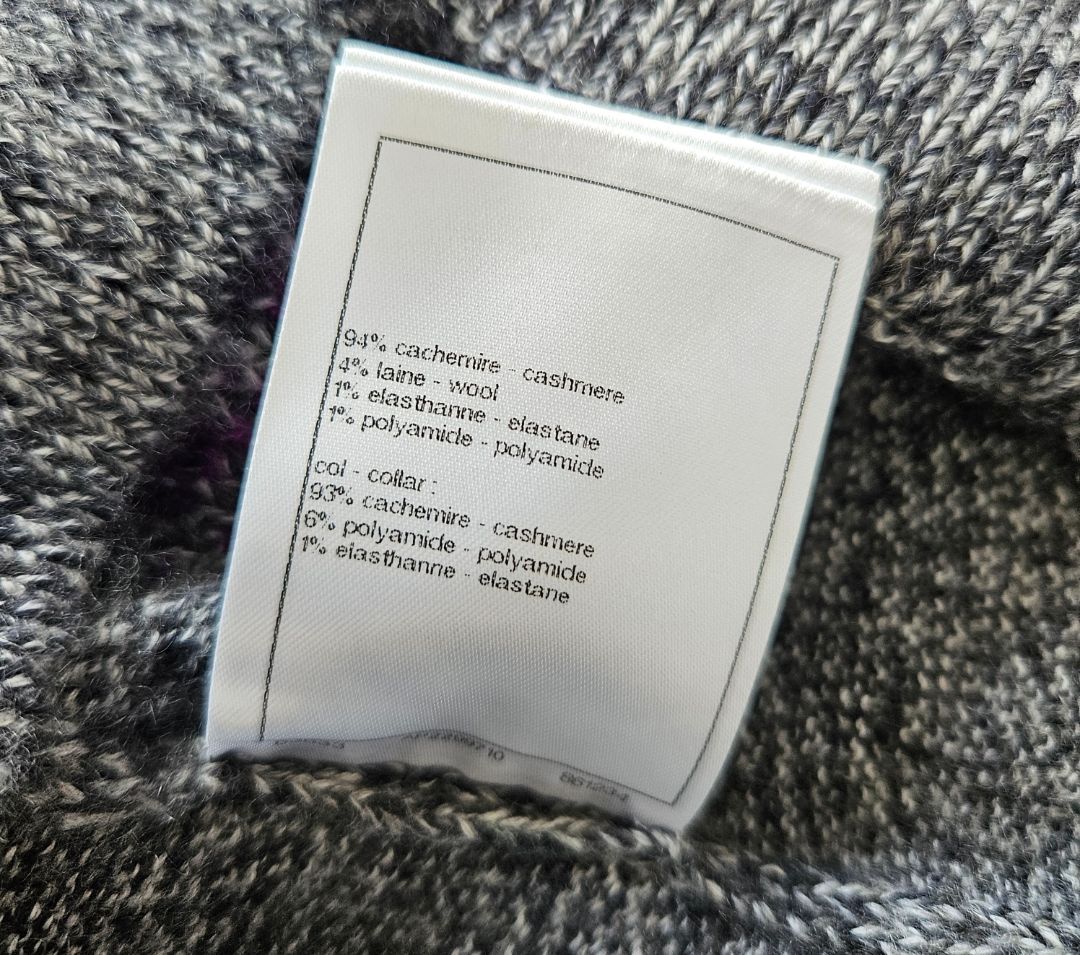 94% cachemire - cashmere
4% laine - wool
1% elasthanne - elastane
1% polyamide - polyamide
col - collar :
93% cachemire - cashmere
6% polyamide - polyamide
1% elasthanne - elastane